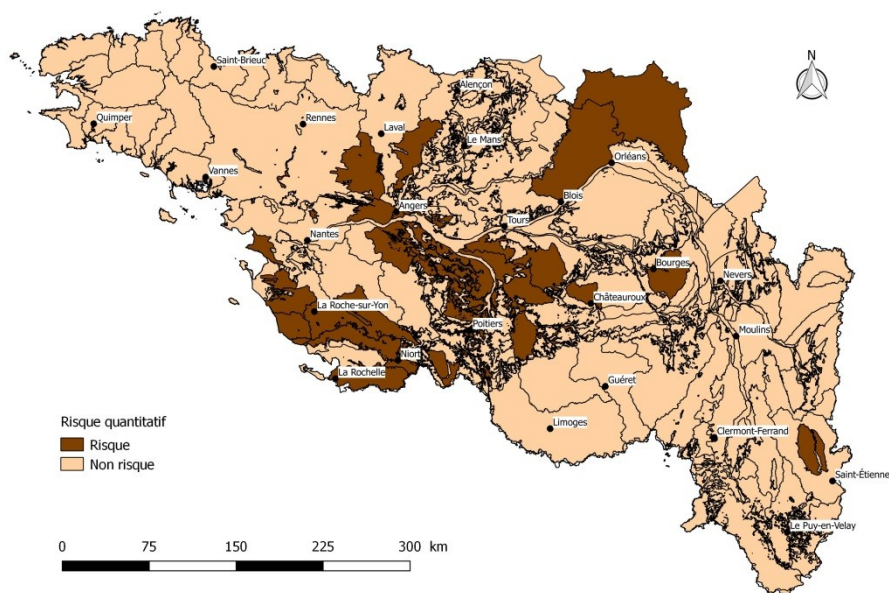 N
Saint-Brieuc
Alençon
Quimper
Rennes
Laval
Le Mans
Orléans
Vannes
Blois
Angers
Tours
Nantes
Bourges
Nevers
La Roche-sur-Yon
Châteauroux
Poitiers
Moulins
Niort
La Rochelle
Guéret
Risque quantitatif
Risque
Non risque
Limoges
Clermont-Ferrand
Saint-Étienne
Le Puy-en-Velay
0 75 150 225 300 km